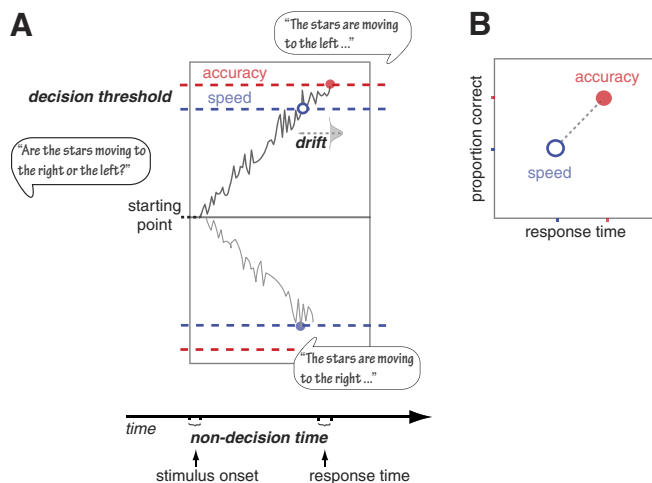 A
"The stars are moving
to the left ..."
accuracy
decision threshold
speed
drift
"Are the stars moving to
the right or the left?"
starting
point
"The stars are moving
to the right ..."
time
non-decision time
stimulus onset
response time
B
proportion correct
accuracy
speed
response time